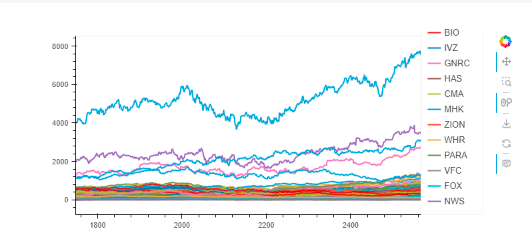 8000
6000
4000
2000
0
1800
2000
2200
2400
BIO
IVZ
GNRC
HAS
CMA
MHK
ZION
WHR
PARA
VFC
FOX
NWS